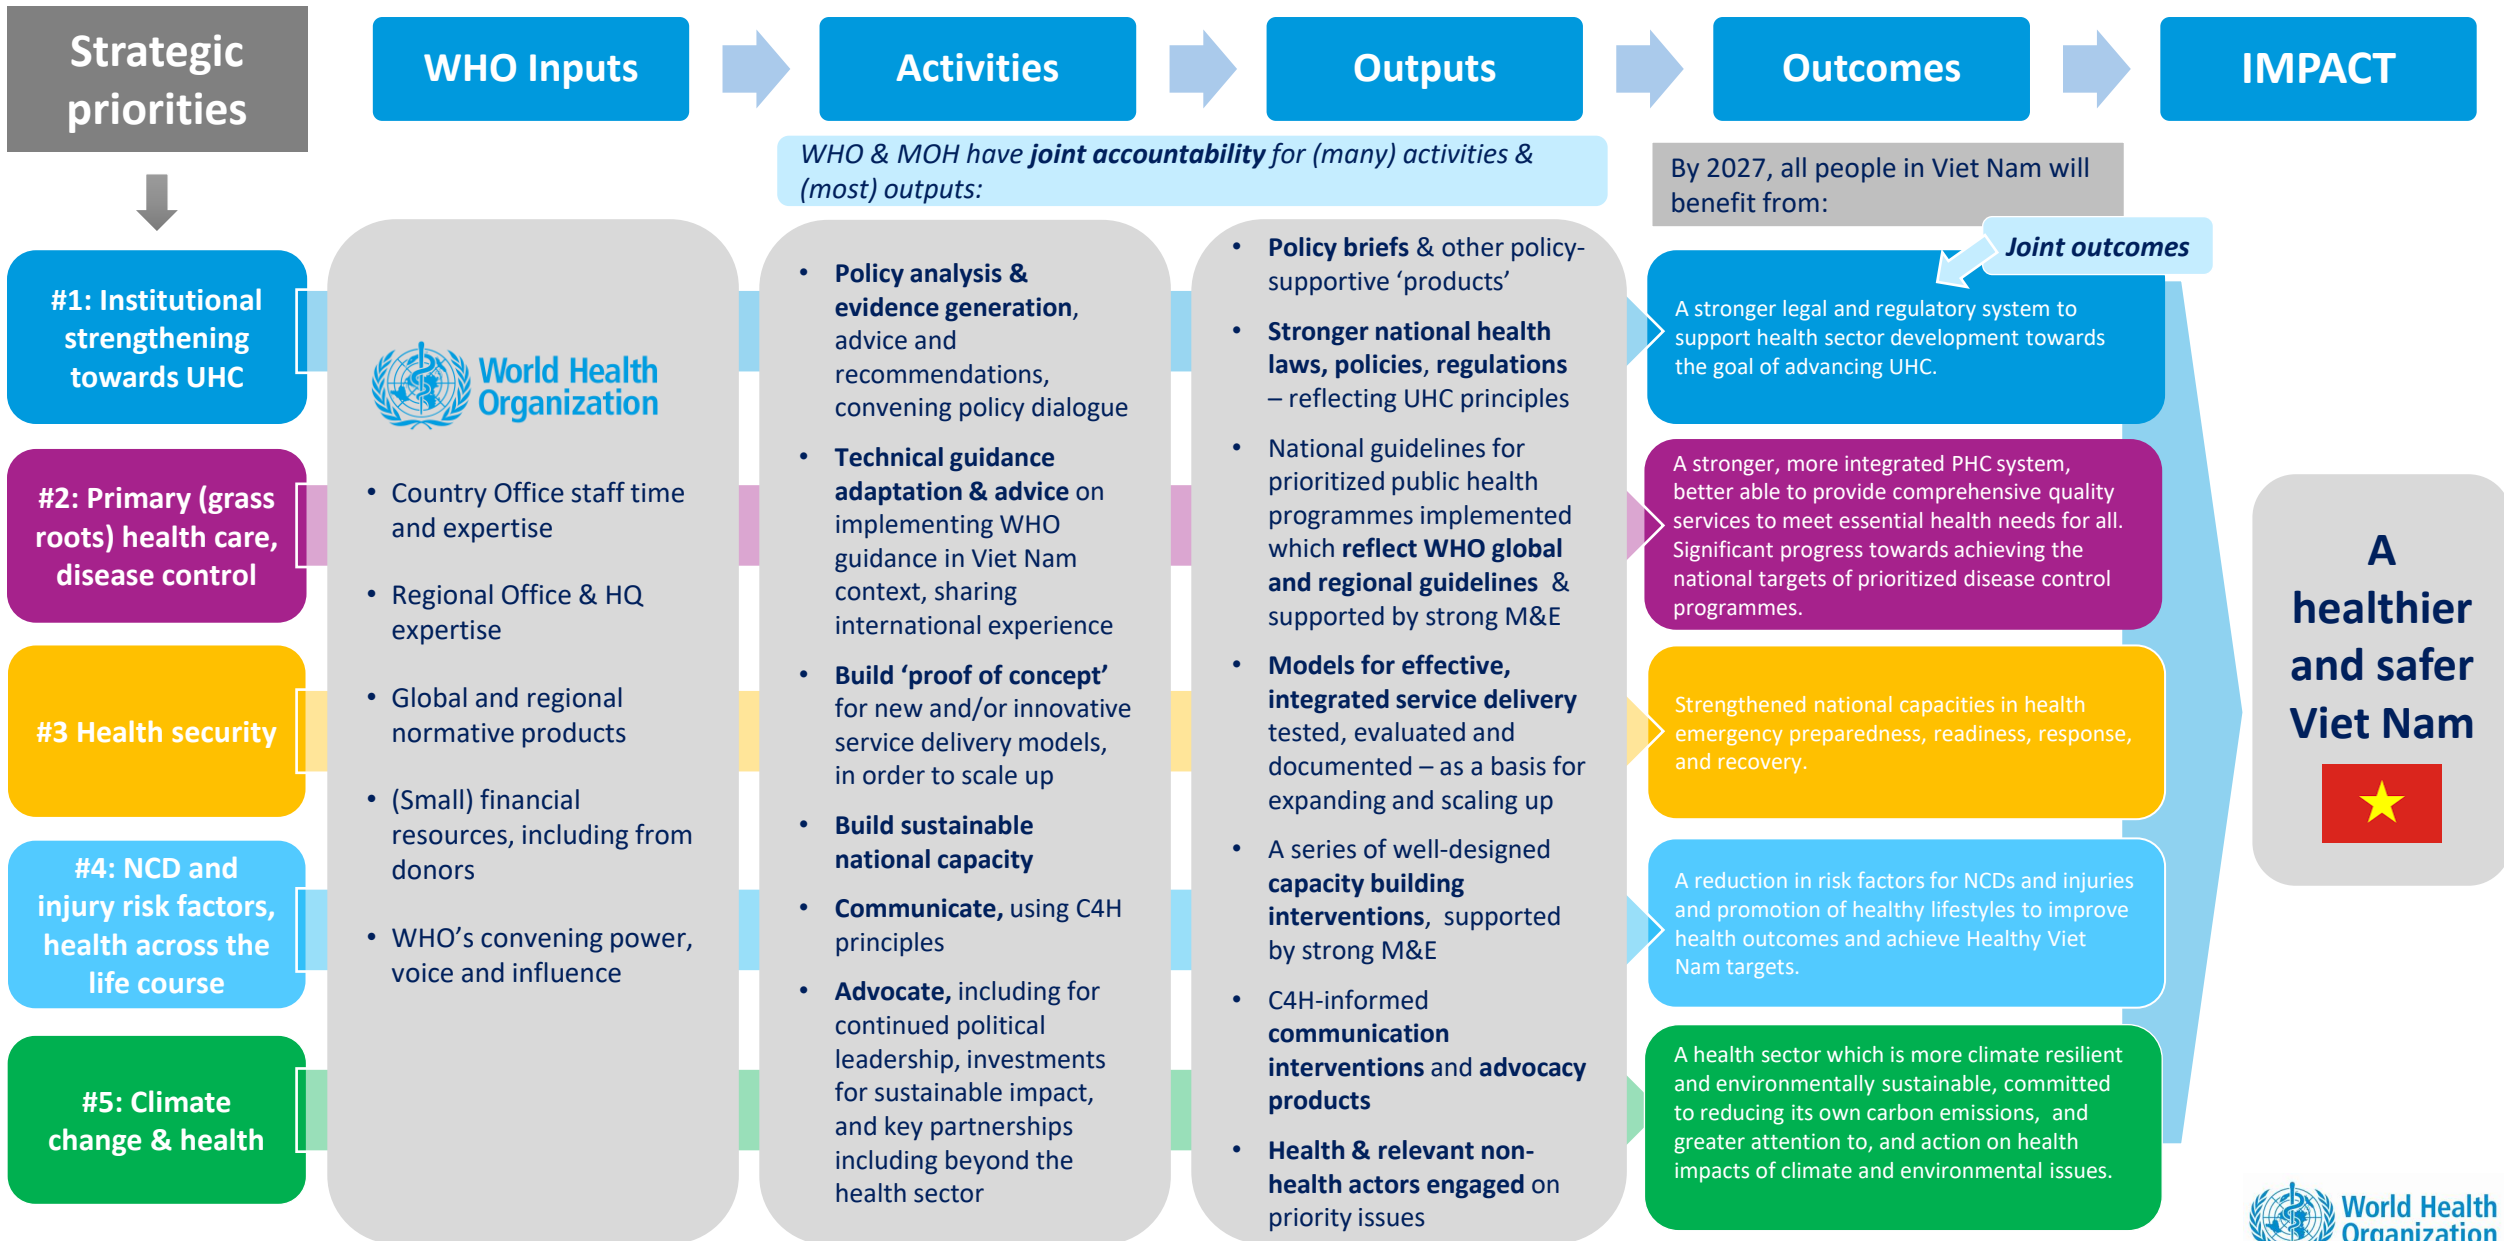 Strategic
priorities
WHO Inputs
Activities
Outputs
Outcomes
IMPACT
WHO & MOH have joint accountability for (many) activities &
(most) outputs:
By 2027, all people in Viet Nam will
benefit from:
Joint outcomes
#1: Institutional
strengthening
towards UHC
#2: Primary (grass
roots) health care,
disease control
#3 Health security
#4: NCD and
injury risk factors,
health across the
life course
#5: Climate
change & health
World Health
Organization
• Country Office staff time
and expertise
• Regional Office & HQ
expertise
• Global and regional
normative products
• (Small) financial
resources, including from
donors
• WHO’s convening power,
voice and influence
• Policy analysis &
evidence generation,
advice and
recommendations,
convening policy dialogue
• Technical guidance
adaptation & advice on
implementing WHO
guidance in Viet Nam
context, sharing
international experience
• Build ‘proof of concept’
for new and/or innovative
service delivery models,
in order to scale up
• Build sustainable
national capacity
• Communicate, using C4H
principles
• Advocate, including for
continued political
leadership, investments
for sustainable impact,
and key partnerships
including beyond the
health sector
• Policy briefs & other policy-
supportive ‘products’
• Stronger national health
laws, policies, regulations
– reflecting UHC principles
• National guidelines for
prioritized public health
programmes implemented
which reflect WHO global
and regional guidelines &
supported by strong M&E
• Models for effective,
integrated service delivery
tested, evaluated and
documented – as a basis for
expanding and scaling up
• A series of well-designed
capacity building
interventions, supported
by strong M&E
• C4H-informed
communication
interventions and advocacy
products
• Health & relevant non-
health actors engaged on
priority issues
A stronger legal and regulatory system to
support health sector development towards
the goal of advancing UHC.
A stronger, more integrated PHC system,
better able to provide comprehensive quality
services to meet essential health needs for all.
Significant progress towards achieving the
national targets of prioritized disease control
programmes.
Strengthened national capacities in health
emergency preparedness, readiness, response,
and recovery.
A reduction in risk factors for NCDs and injuries
and promotion of healthy lifestyles to improve
health outcomes and achieve Healthy Viet
Nam targets.
A health sector which is more climate resilient
and environmentally sustainable, committed
to reducing its own carbon emissions, and
greater attention to, and action on health
impacts of climate and environmental issues.
A
healthier
and safer
Viet Nam
World Health
Organization